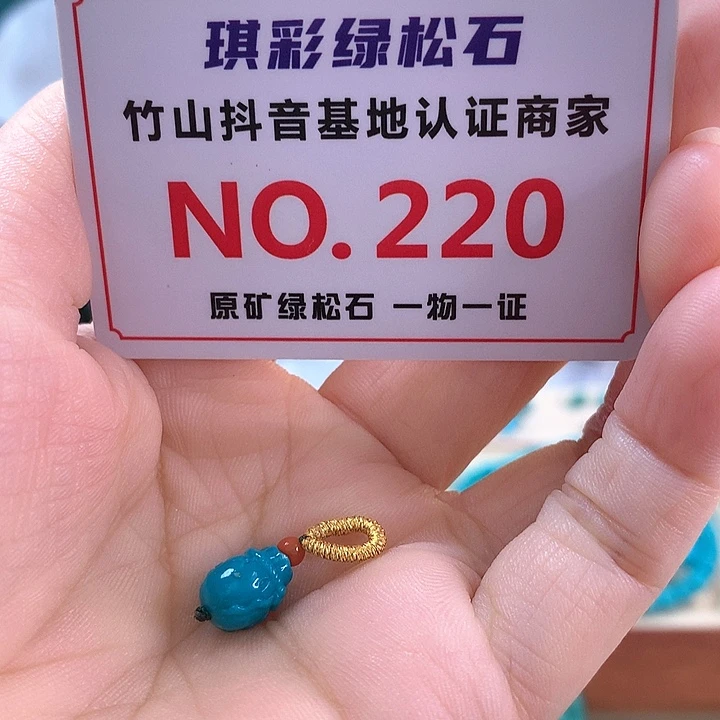 琪彩绿松石
竹山抖音基地认证商家
NO.220
原矿绿松石 一物一证